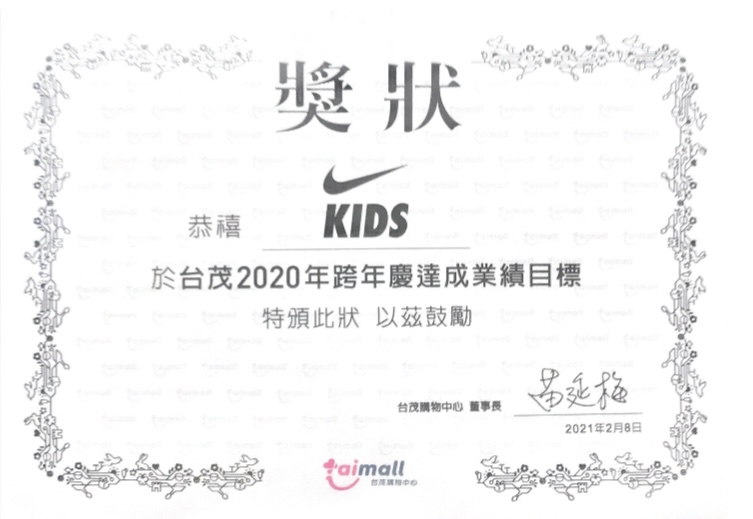 獎狀
KIDS
恭禧
於台茂2020年跨年慶達成業績目標
特頒此狀 以茲鼓勵
台茂購物中心 董事長
2021年2月8日
taimall
台茂購物中心